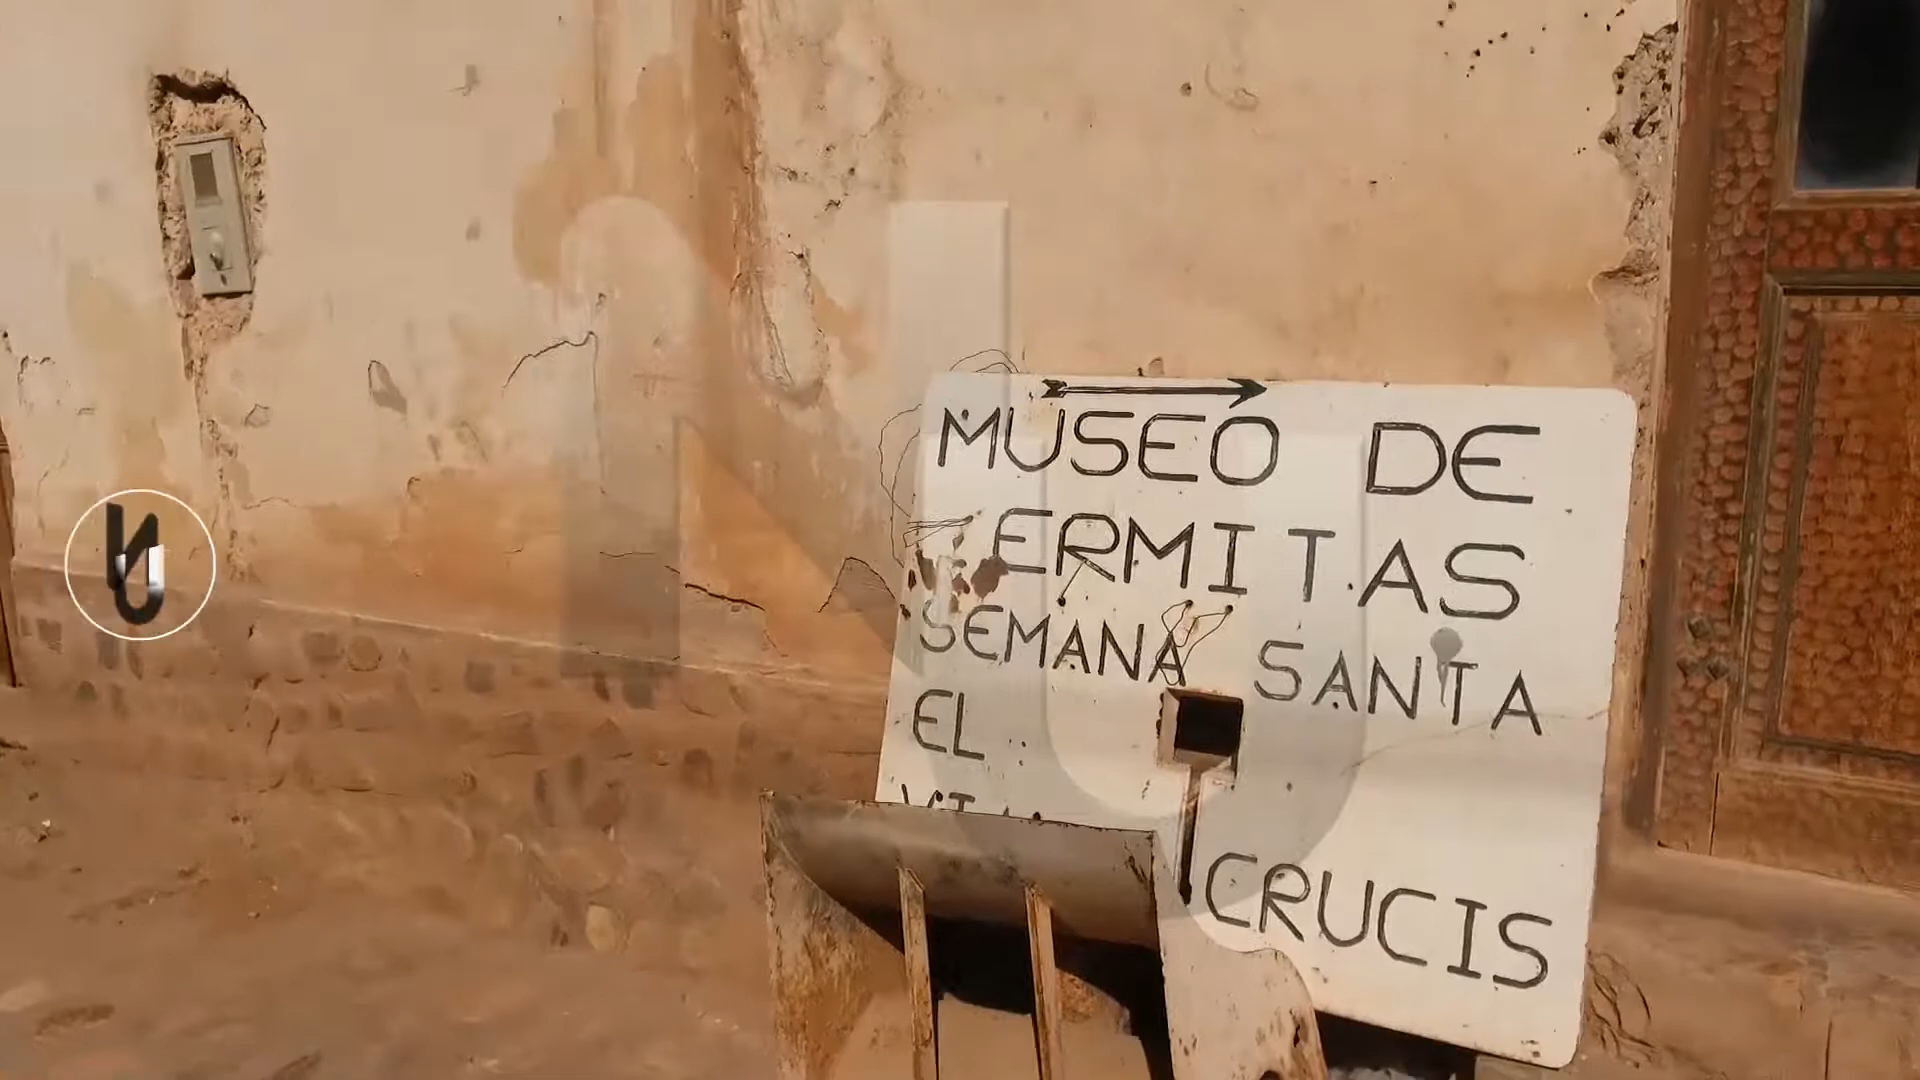 MUSEO DE
ERMITAS
SEMANA SANTA
EL
CRUCIS